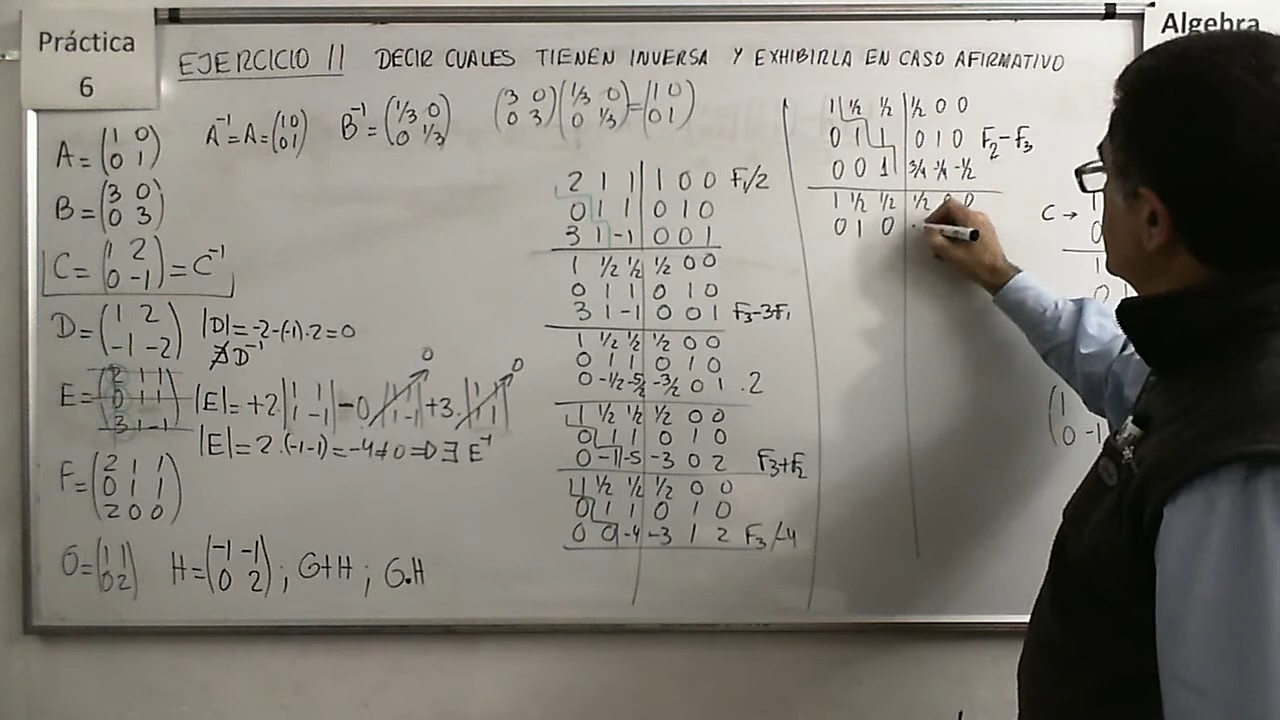 Práctica
6
Algebra
EJERCICIO 11 DECIR CUALES TIENEN INVERSA Y EXHIBIRLA EN CASO AFIRMATIVO
A = (1 0
0 1)
A⁻¹ = A = (1 0
0 1)
B⁻¹ = (1/3 0
0 1/3)
(3 0
0 3) (1/3 0
0 1/3) = (1 0
0 1)
B = (3 0
0 3)
C = (1 2
0 -1) = C⁻¹
D = (1 2
-1 -2)
|D| = -2-(-1).2 = 0
∄ D⁻¹
E = (2 1 1
0 1 1
3 1 -1)
|E| = +2.|1 1
1 -1| - 0.|1 1
1 -1| + 3.|1 1
1 1|
0
0
|E| = 2.(-1-1) = -4 ≠ 0 ⇒ ∃ E⁻¹
F = (2 1 1
0 1 1
2 0 0)
G = (1 1
0 2)
H = (-1 -1
0 2) ; G+H ; G.H
2 1 1 | 1 0 0 F₁/2
0 1 1 | 0 1 0
3 1 -1 | 0 0 1
1 1/2 1/2 | 1/2 0 0
0 1 1 | 0 1 0
3 1 -1 | 0 0 1 F₃-3F₁
1 1/2 1/2 | 1/2 0 0
0 1 1 | 0 1 0
0 -1/2 -5/2 | -3/2 0 1 .2
1 1/2 1/2 | 1/2 0 0
0 1 1 | 0 1 0
0 -1 -5 | -3 0 2 F₃+F₂
1 1/2 1/2 | 1/2 0 0
0 1 1 | 0 1 0
0 0 -4 | -3 1 2 F₃/-4
1 1/2 1/2 | 1/2 0 0
0 1 1 | 0 1 0 F₂-F₃
0 0 1 | 3/4 -1/4 -1/2
1 1/2 1/2 | 1/2 0 0
0 1 0 |
C → 1
0
1
0 1
(1
0 -1